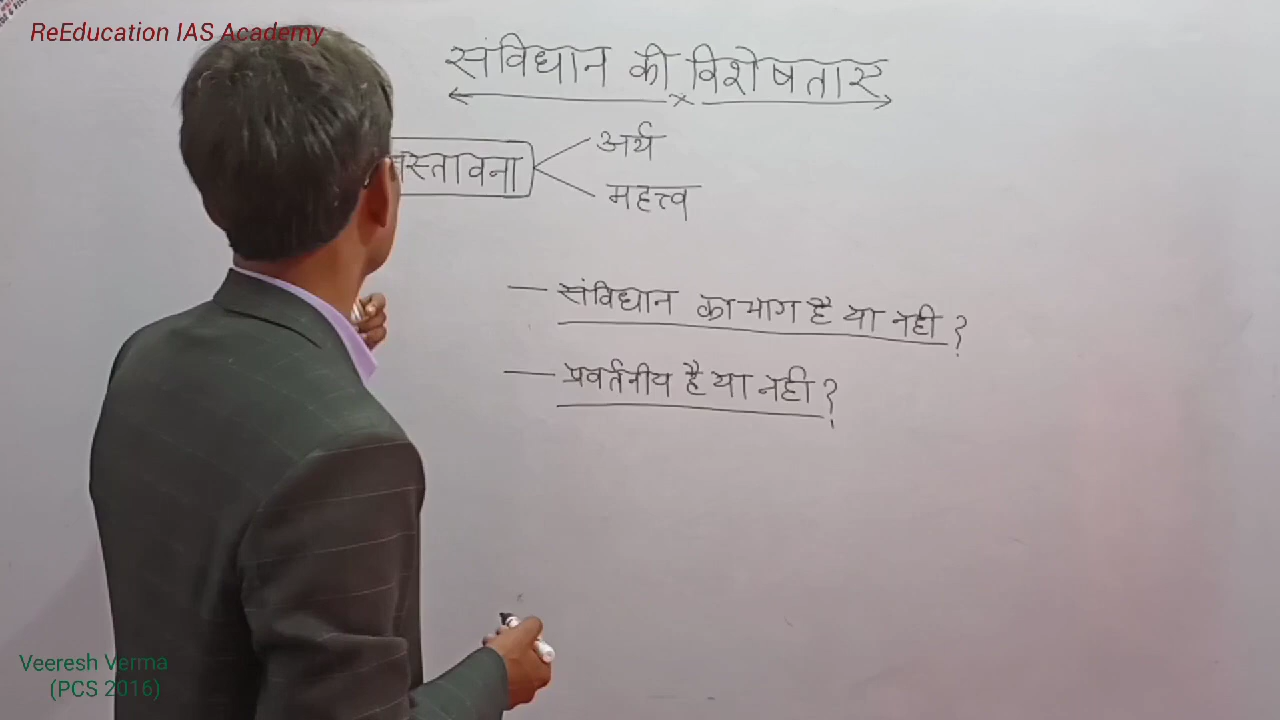 ReEducation IAS Academy
संविधान की विशेषताएं
स्तावना
अर्थ
महत्त्व
— संविधान का भाग है या नही ?
— प्रवर्तनीय है या नही ?
Veeresh Verma
(PCS 2016)